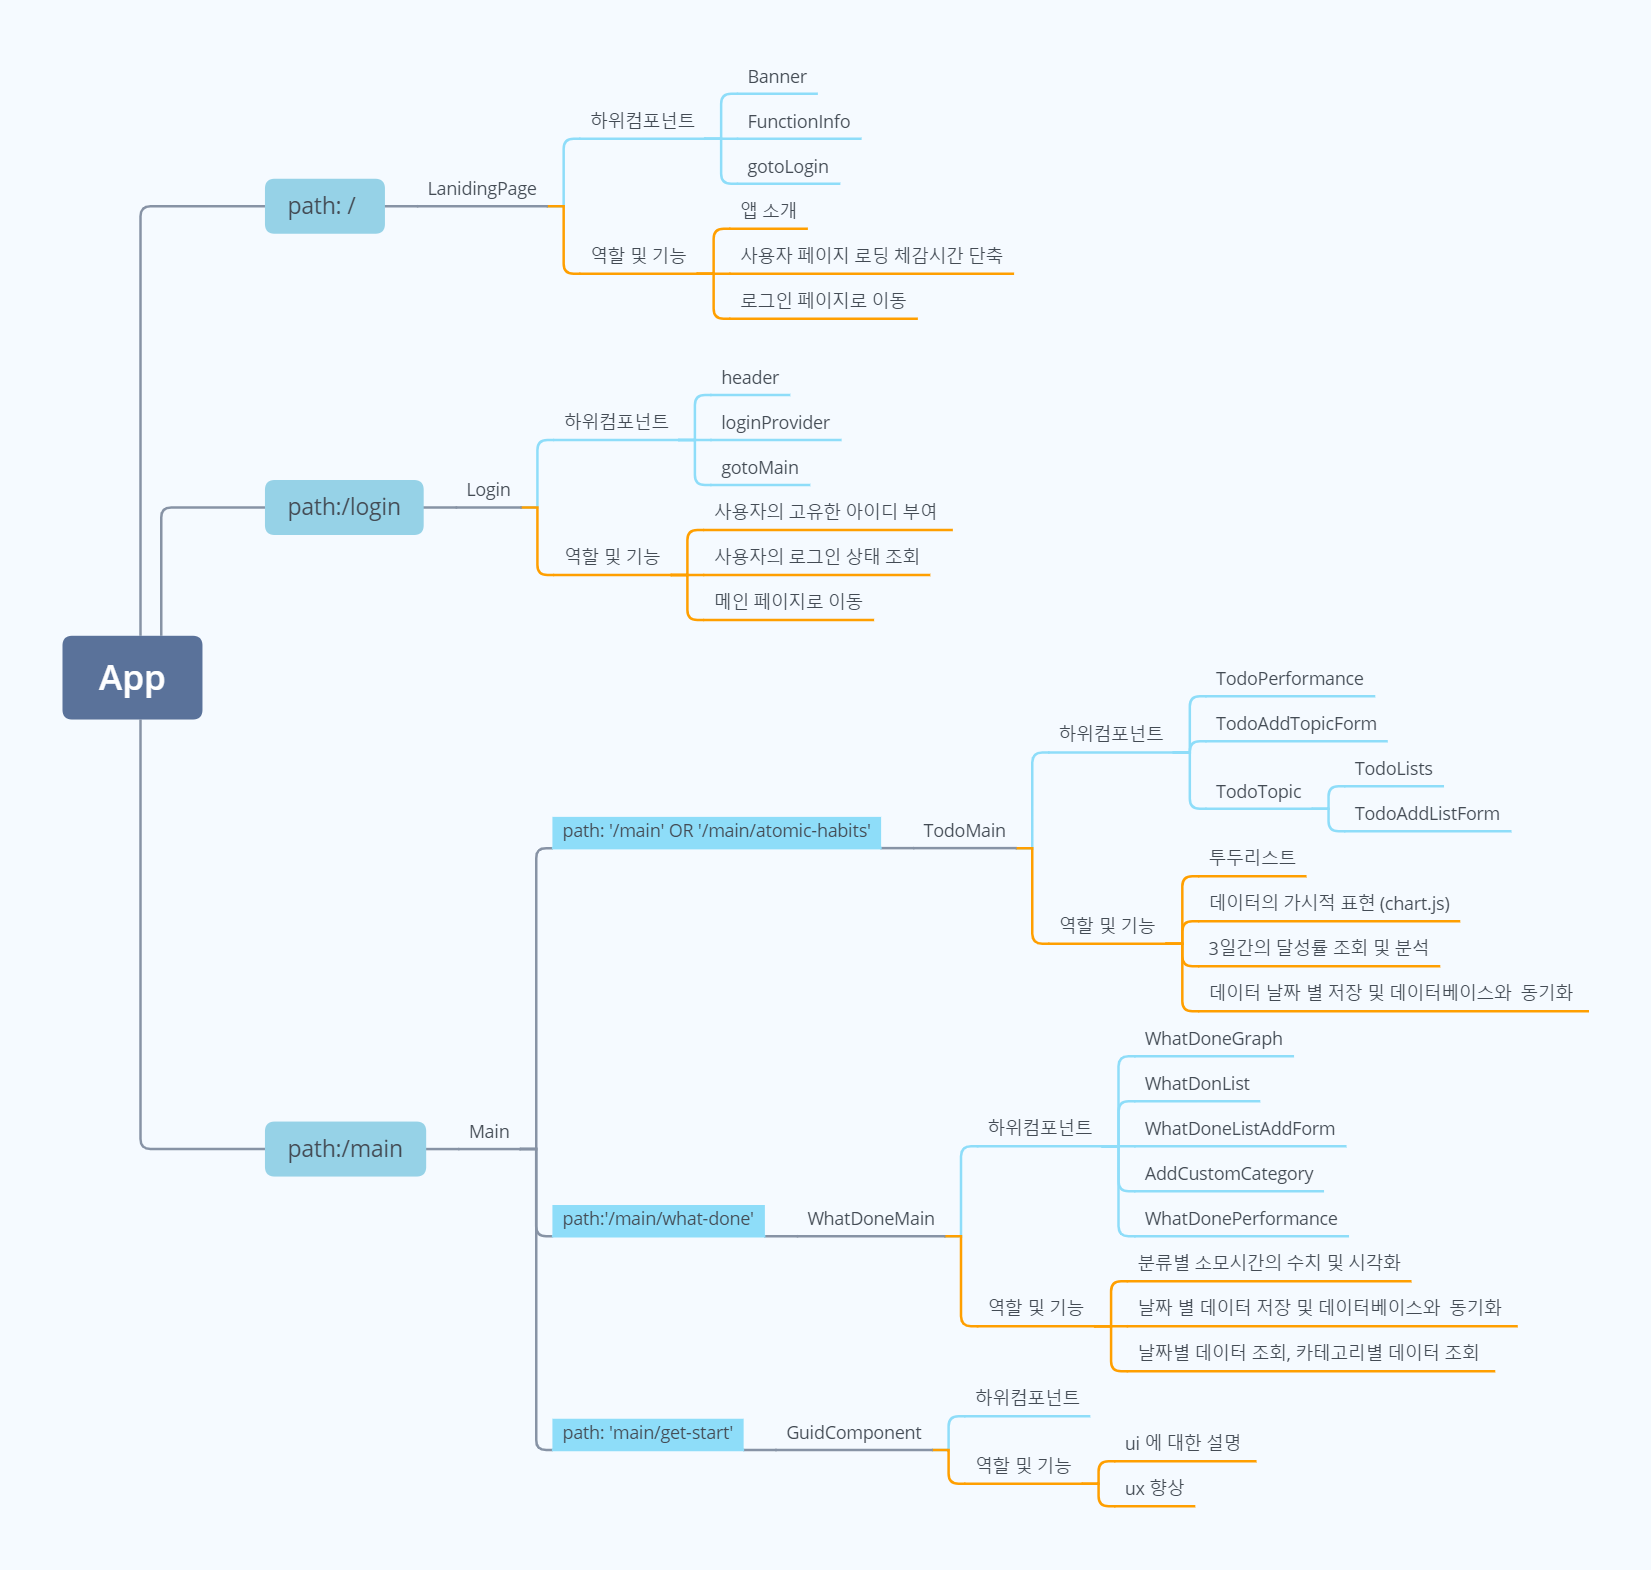 App
path: /
LanidingPage
하위컴포넌트
Banner
FunctionInfo
gotoLogin
역할 및 기능
앱 소개
사용자 페이지 로딩 체감시간 단축
로그인 페이지로 이동
path:/login
Login
하위컴포넌트
header
loginProvider
gotoMain
역할 및 기능
사용자의 고유한 아이디 부여
사용자의 로그인 상태 조회
메인 페이지로 이동
path:/main
Main
path: '/main' OR '/main/atomic-habits'
TodoMain
하위컴포넌트
TodoPerformance
TodoAddTopicForm
TodoTopic
TodoLists
TodoAddListForm
역할 및 기능
투두리스트
데이터의 가시적 표현 (chart.js)
3일간의 달성률 조회 및 분석
데이터 날짜 별 저장 및 데이터베이스와  동기화
path:'/main/what-done'
WhatDoneMain
하위컴포넌트
WhatDoneGraph
WhatDonList
WhatDoneListAddForm
AddCustomCategory
WhatDonePerformance
역할 및 기능
분류별 소모시간의 수치 및 시각화
날짜 별 데이터 저장 및 데이터베이스와  동기화
날짜별 데이터 조회, 카테고리별 데이터 조회
path: 'main/get-start'
GuidComponent
하위컴포넌트
역할 및 기능
ui 에 대한 설명
ux 향상